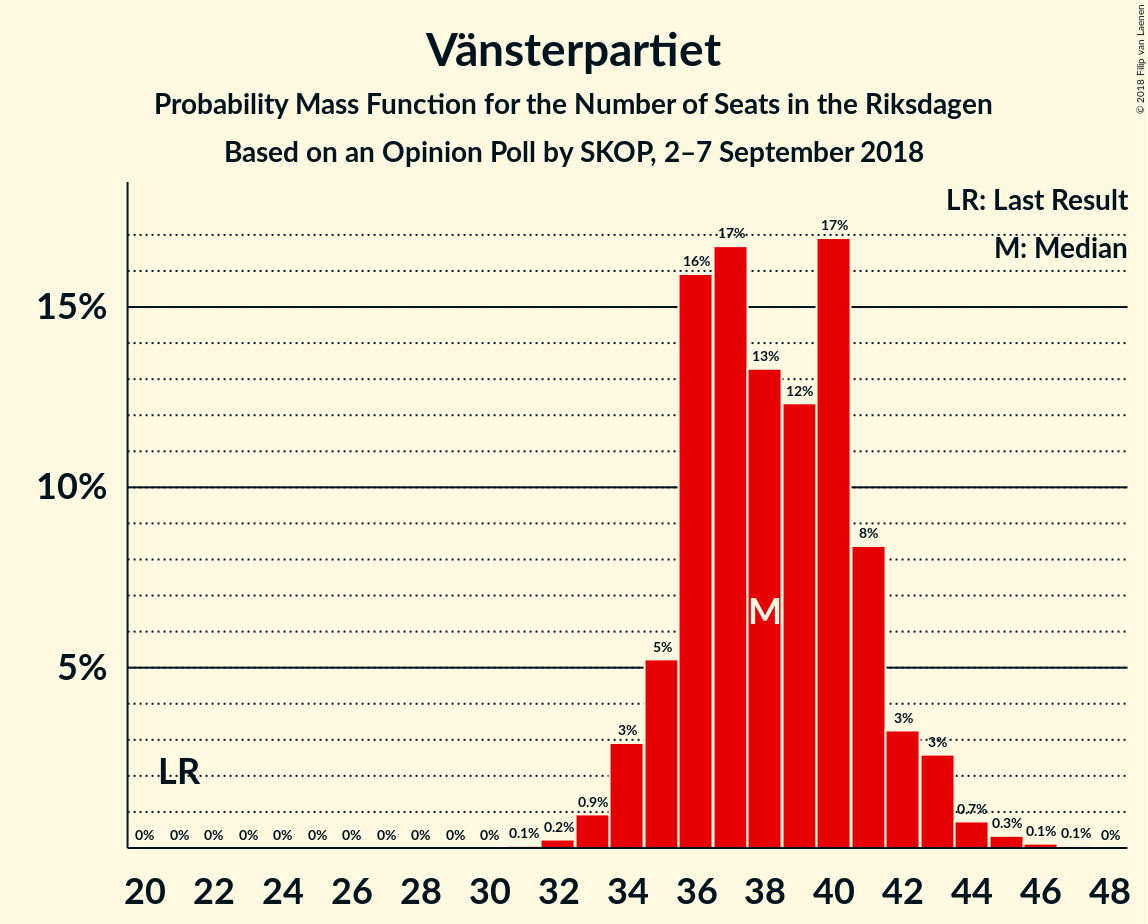 Vänsterpartiet
Probability Mass Function for the Number of Seats in the Riksdagen
Based on an Opinion Poll by SKOP, 2–7 September 2018
© 2018 Filip van Laenen
LR: Last Result
M: Median
17%
17%
16%
15%
13%
12%
10%
8%
M
5%
5%
3%
3%
3%
LR
0.9%
0.7%
0% 0% 0% 0% 0% 0% 0% 0% 0% 0% 0% 0.1% 0.2% 0.3% 0.1% 0.1% 0%
20 22 24 26 28 30 32 34 36 38 40 42 44 46 48